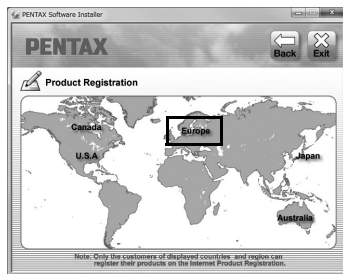 PENTAX Software Installer
PENTAX
Back Exit
Product Registration
Canada
Europe
U.S.A
Japan
Australia
Note: Only the customers of displayed countries and region can
register their products on the Internet Product Registration.